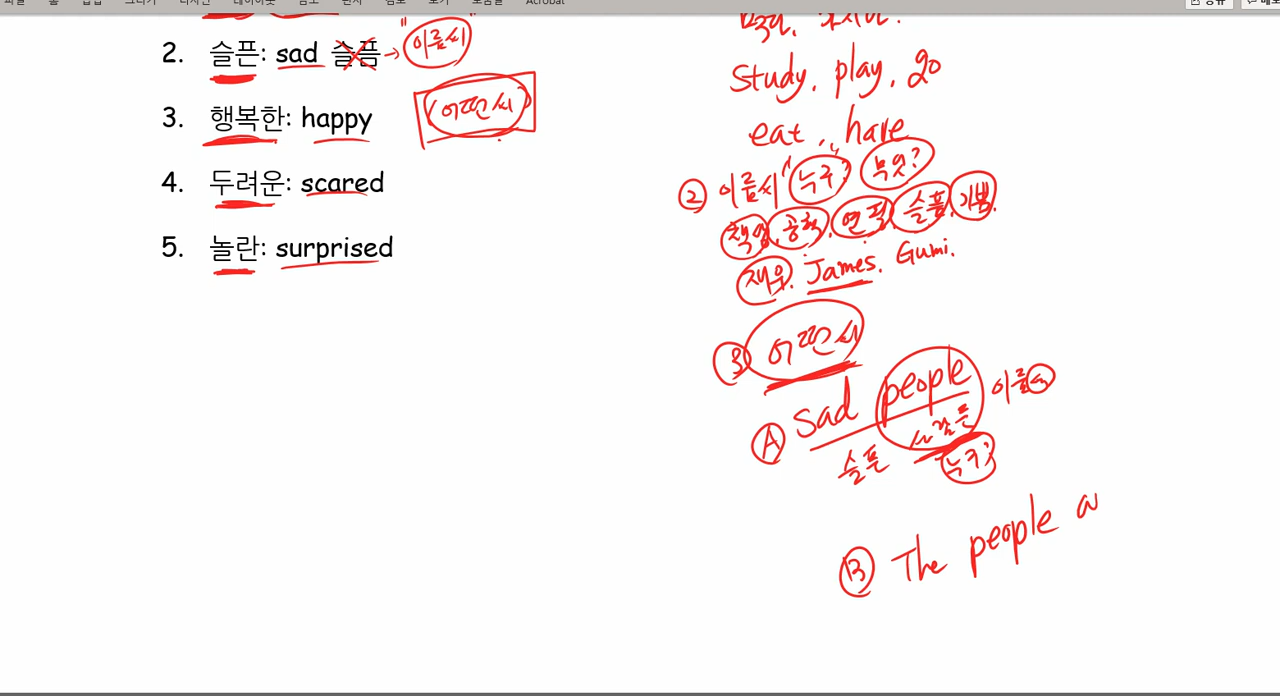 2. 슬픈: sad 슬픔 → "이름씨"
3. 행복한: happy (어떤씨)
4. 두려운: scared
5. 놀란: surprised
Study, play, go
eat, have
② 이름씨 "누구? 무엇?
책상, 공책, 연필, 슬픔, 기쁨.
재우. James. Gumi.
③ 어떤씨
Ⓐ sad people 이름씨
슬픈 사람들
누구?
Ⓑ The people a
Acrobat